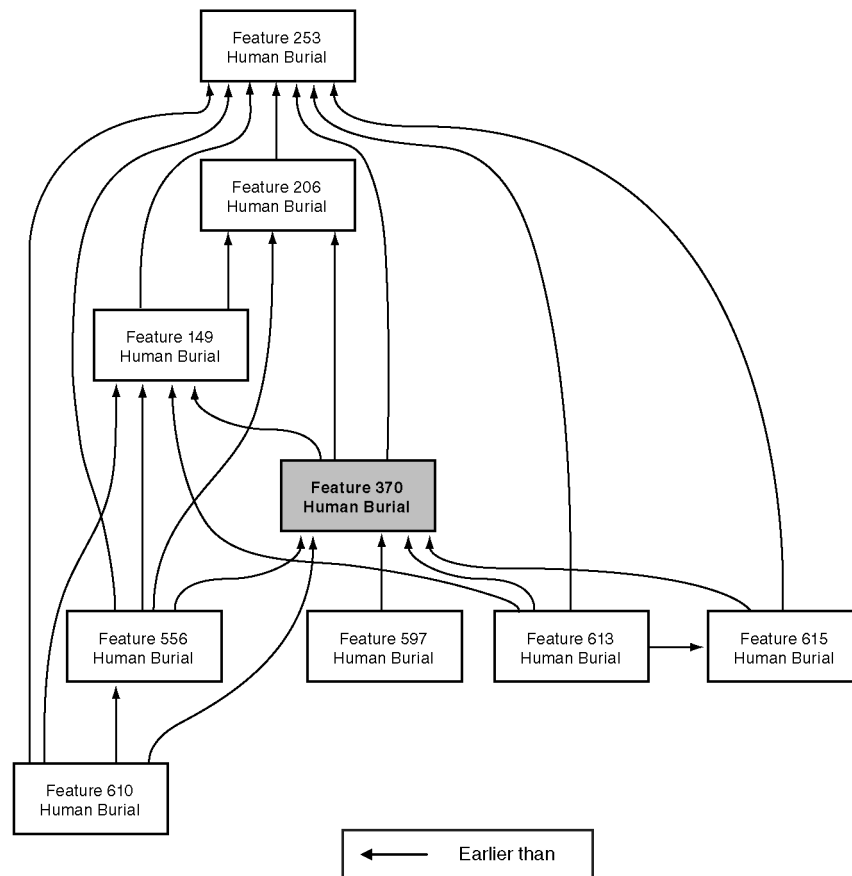 Feature 253
Human Burial
Feature 206
Human Burial
Feature 149
Human Burial
Feature 370
Human Burial
Feature 556
Human Burial
Feature 597
Human Burial
Feature 613
Human Burial
Feature 615
Human Burial
Feature 610
Human Burial
Earlier than